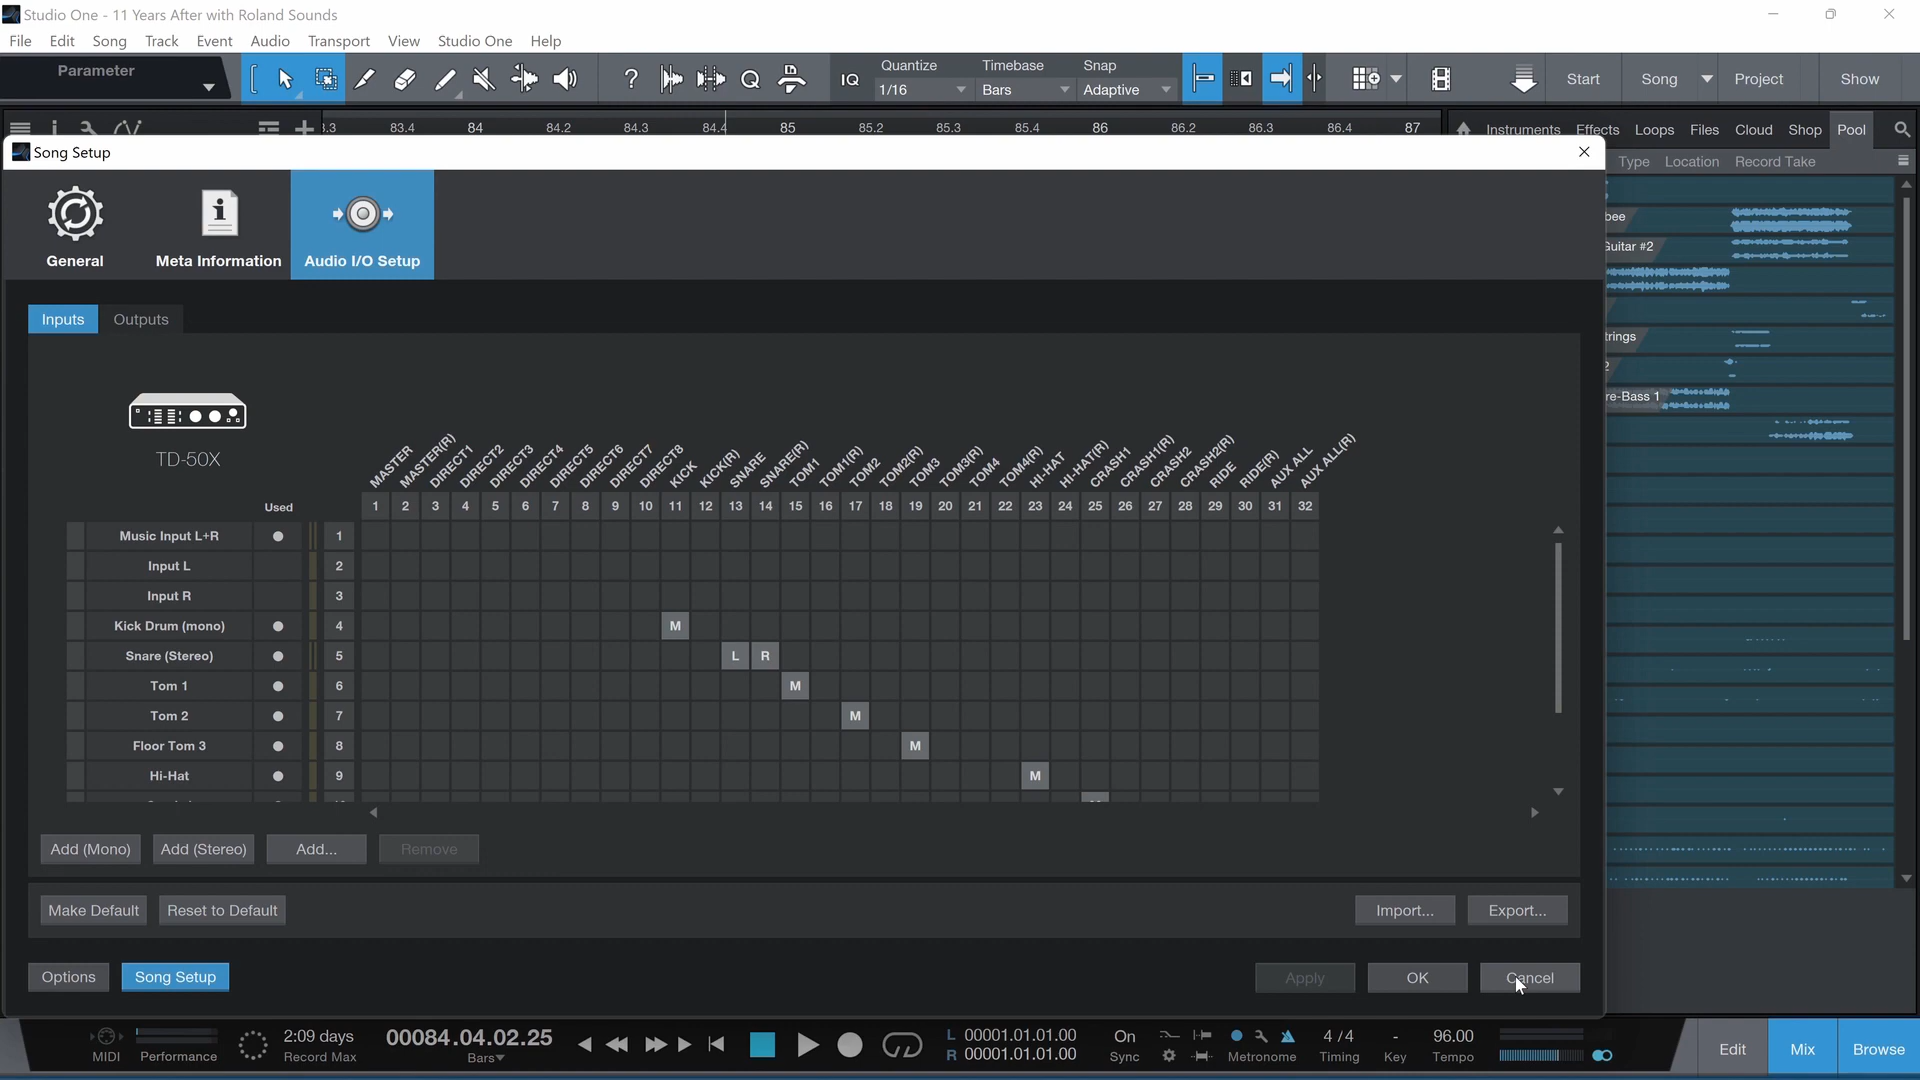 Studio One - 11 Years After with Roland Sounds
File Edit Song Track Event Audio Transport View Studio One Help
Parameter
Quantize Timebase Snap
IQ 1/16 Bars Adaptive
Start Song Project Show
.3 83.4 84 84.2 84.3 84.4 85 85.2 85.3 85.4 86 86.2 86.3 86.4 87
Instruments Effects Loops Files Cloud Shop Pool
Type Location Record Take
Song Setup
General Meta Information Audio I/O Setup
Inputs Outputs
TD-50X
MASTER MASTER(R) DIRECT1 DIRECT2 DIRECT3 DIRECT4 DIRECT5 DIRECT6 DIRECT7 DIRECT8 KICK KICK(R) SNARE SNARE(R) TOM1 TOM1(R) TOM2 TOM2(R) TOM3 TOM3(R) TOM4 TOM4(R) HI-HAT HI-HAT(R) CRASH1 CRASH1(R) CRASH2 CRASH2(R) RIDE RIDE(R) AUX ALL AUX ALL(R)
Used 1 2 3 4 5 6 7 8 9 10 11 12 13 14 15 16 17 18 19 20 21 22 23 24 25 26 27 28 29 30 31 32
Music Input L+R 1
Input L 2
Input R 3
Kick Drum (mono) 4 M
Snare (Stereo) 5 L R
Tom 1 6 M
Tom 2 7 M
Floor Tom 3 8 M
Hi-Hat 9 M
Add (Mono) Add (Stereo) Add... Remove
Make Default Reset to Default Import... Export...
Options Song Setup Apply OK Cancel
bee
Guitar #2
trings
2
re-Bass 1
MIDI Performance
2:09 days
Record Max
00084.04.02.25
Bars
L 00001.01.01.00
R 00001.01.01.00
On
Sync
Metronome
4 / 4
Timing
-
Key
96.00
Tempo
Edit Mix Browse